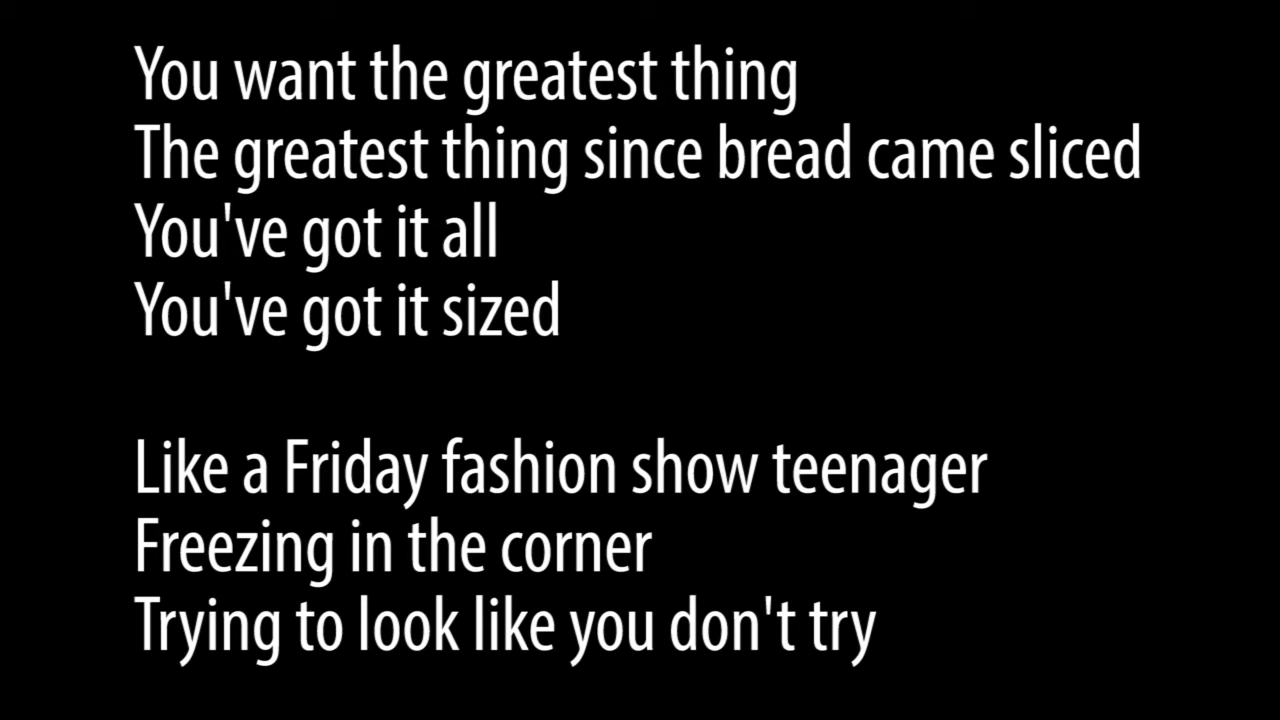 You want the greatest thing
The greatest thing since bread came sliced
You've got it all
You've got it sized
Like a Friday fashion show teenager
Freezing in the corner
Trying to look like you don't try